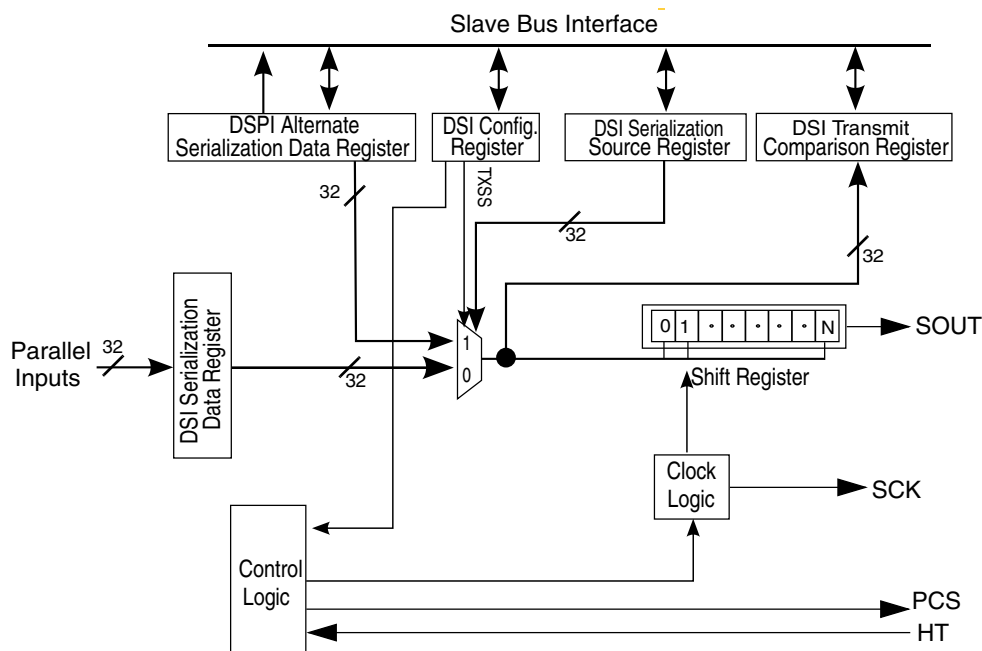 Slave Bus Interface
DSPI Alternate
Serialization Data Register
DSI Config.
Register
DSI Serialization
Source Register
DSI Transmit
Comparison Register
TXSS
32
32
32
Parallel
Inputs
32
DSI Serialization
Data Register
32
1
0
0 1 · · · · · N
SOUT
Shift Register
Clock
Logic
SCK
Control
Logic
PCS
HT